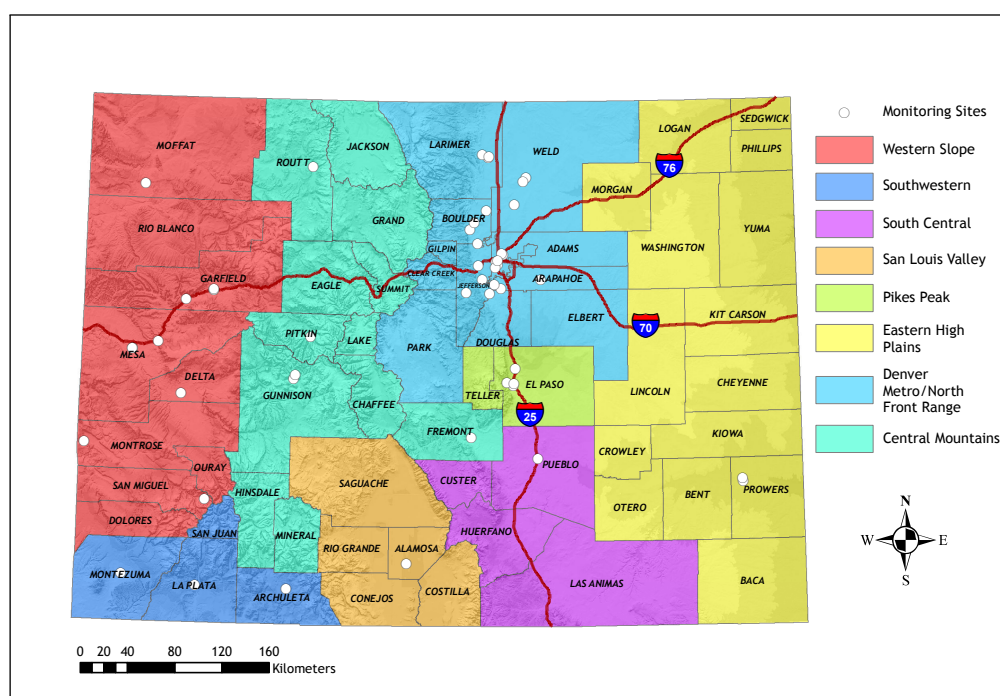 Monitoring Sites
Western Slope
Southwestern
South Central
San Louis Valley
Pikes Peak
Eastern High
Plains
Denver
Metro/North
Front Range
Central Mountains
MOFFAT
ROUTT
JACKSON
LARIMER
WELD
LOGAN
SEDGWICK
PHILLIPS
76
MORGAN
RIO BLANCO
GRAND
BOULDER
GILPIN
ADAMS
WASHINGTON
YUMA
GARFIELD
EAGLE
SUMMIT
CLEAR CREEK
JEFFERSON
ARAPAHOE
ELBERT
70
KIT CARSON
MESA
PITKIN
LAKE
PARK
DOUGLAS
DELTA
GUNNISON
CHAFFEE
TELLER
EL PASO
25
LINCOLN
CHEYENNE
MONTROSE
FREMONT
PUEBLO
CROWLEY
KIOWA
OURAY
SAN MIGUEL
HINSDALE
SAGUACHE
CUSTER
OTERO
BENT
PROWERS
DOLORES
SAN JUAN
MINERAL
RIO GRANDE
ALAMOSA
HUERFANO
MONTEZUMA
LA PLATA
ARCHULETA
CONEJOS
COSTILLA
LAS ANIMAS
BACA
N
W
E
S
0 20 40 80 120 160
Kilometers